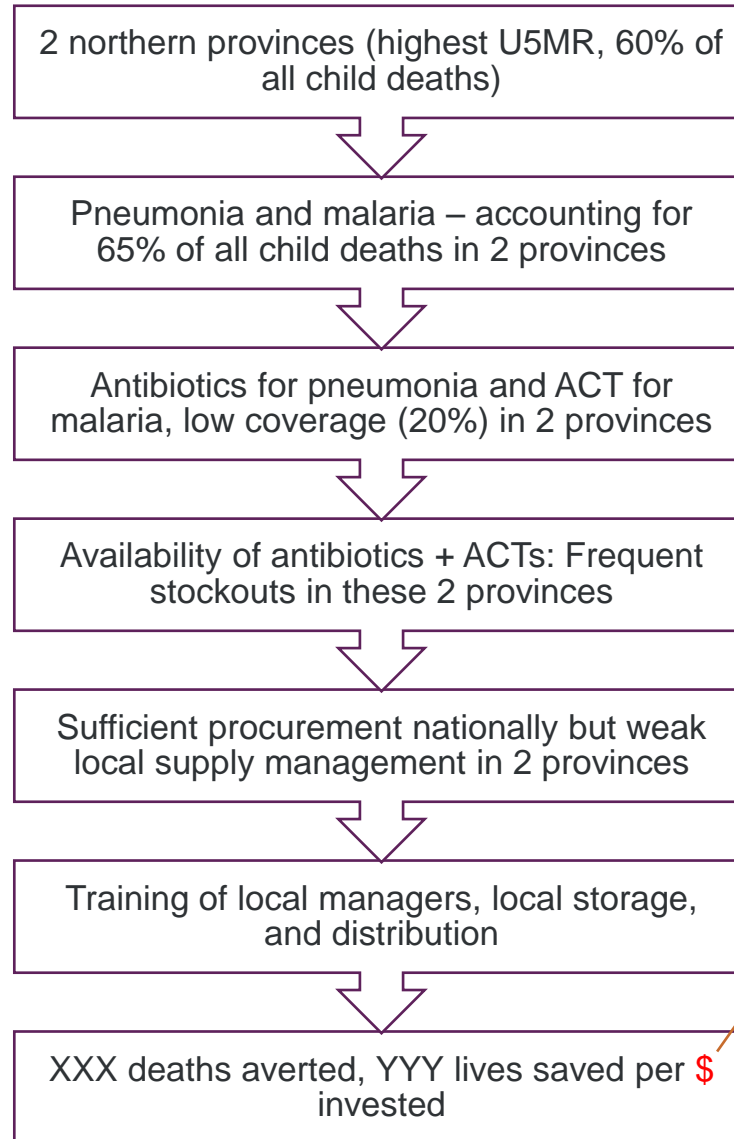 2 northern provinces (highest U5MR, 60% of
all child deaths)
Pneumonia and malaria – accounting for
65% of all child deaths in 2 provinces
Antibiotics for pneumonia and ACT for
malaria, low coverage (20%) in 2 provinces
Availability of antibiotics + ACTs: Frequent
stockouts in these 2 provinces
Sufficient procurement nationally but weak
local supply management in 2 provinces
Training of local managers, local storage,
and distribution
XXX deaths averted, YYY lives saved per $
invested